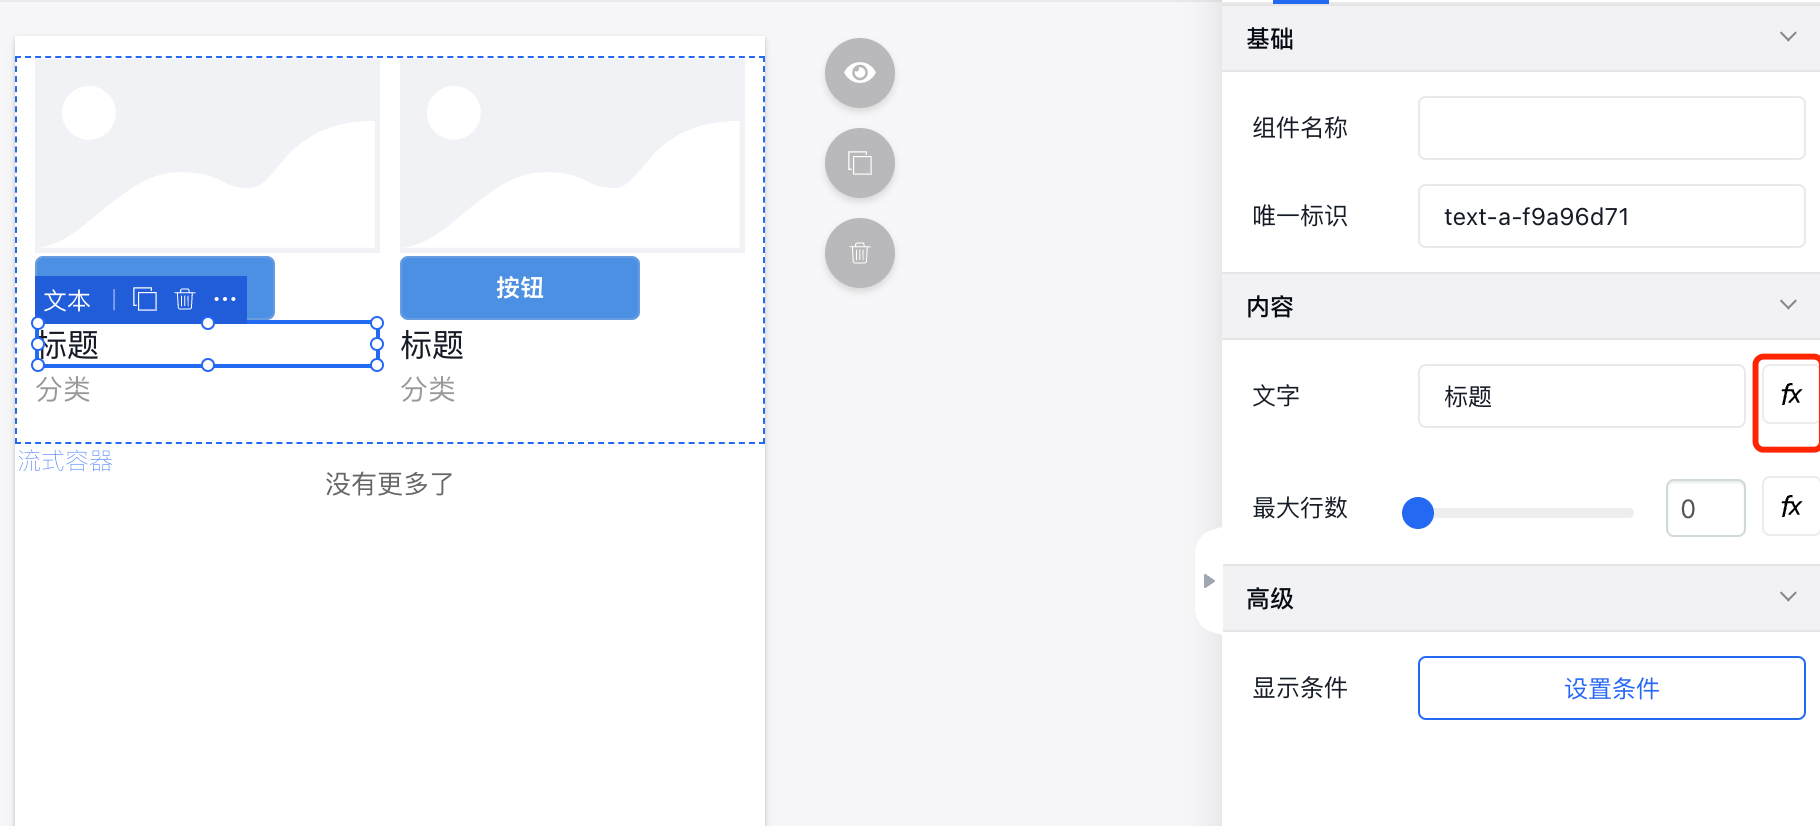 按钮
文本
标题
标题
分类
分类
流式容器
没有更多了
基础
组件名称
唯一标识
text-a-f9a96d71
内容
文字
标题
fx
最大行数
0
fx
高级
显示条件
设置条件